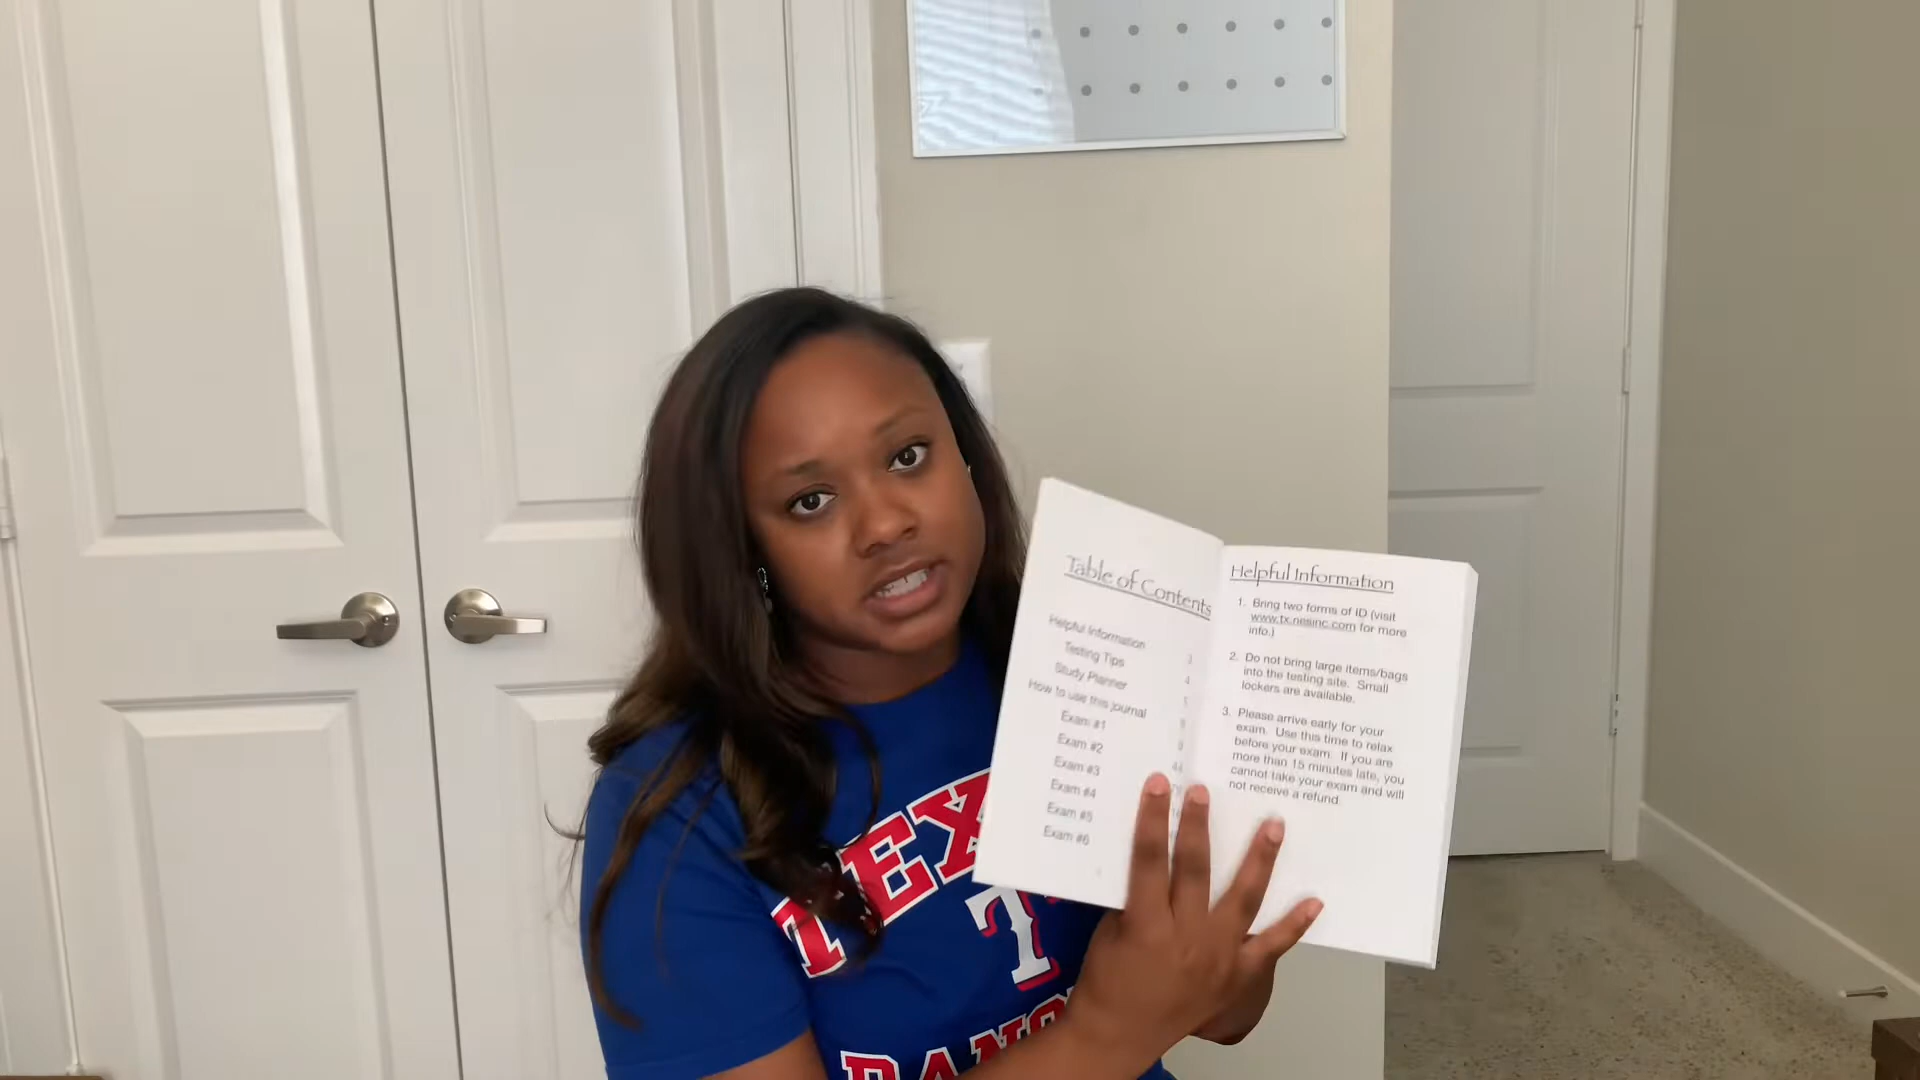 Table of Contents
Helpful Information 3
Testing Tips 4
Study Planner 5
How to use this journal
Exam #1
Exam #2
Exam #3
Exam #4
Exam #5
Exam #6
Helpful Information
1. Bring two forms of ID (visit
www.tx.nesinc.com for more
info.)
2. Do not bring large items/bags
into the testing site. Small
lockers are available.
3. Please arrive early for your
exam. Use this time to relax
before your exam. If you are
more than 15 minutes late, you
cannot take your exam and will
not receive a refund.
T